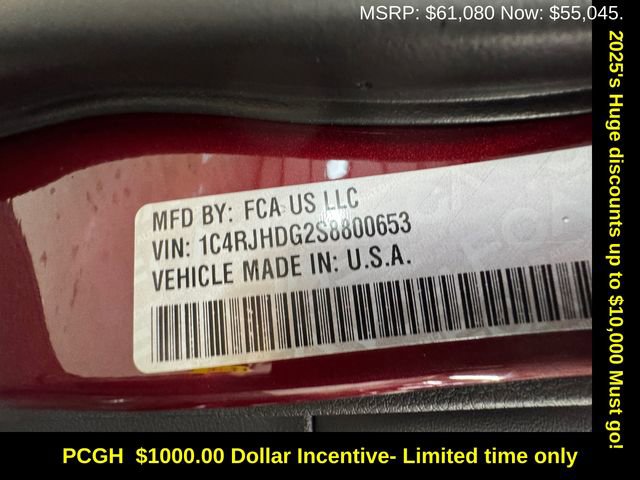 MSRP: $61,080 Now: $55,045.
2025's Huge discounts up to $10,000 Must go!
MFD BY: FCA US LLC
VIN: 1C4RJHDG2S8800653
VEHICLE MADE IN: U.S.A.
PCGH $1000.00 Dollar Incentive- Limited time only